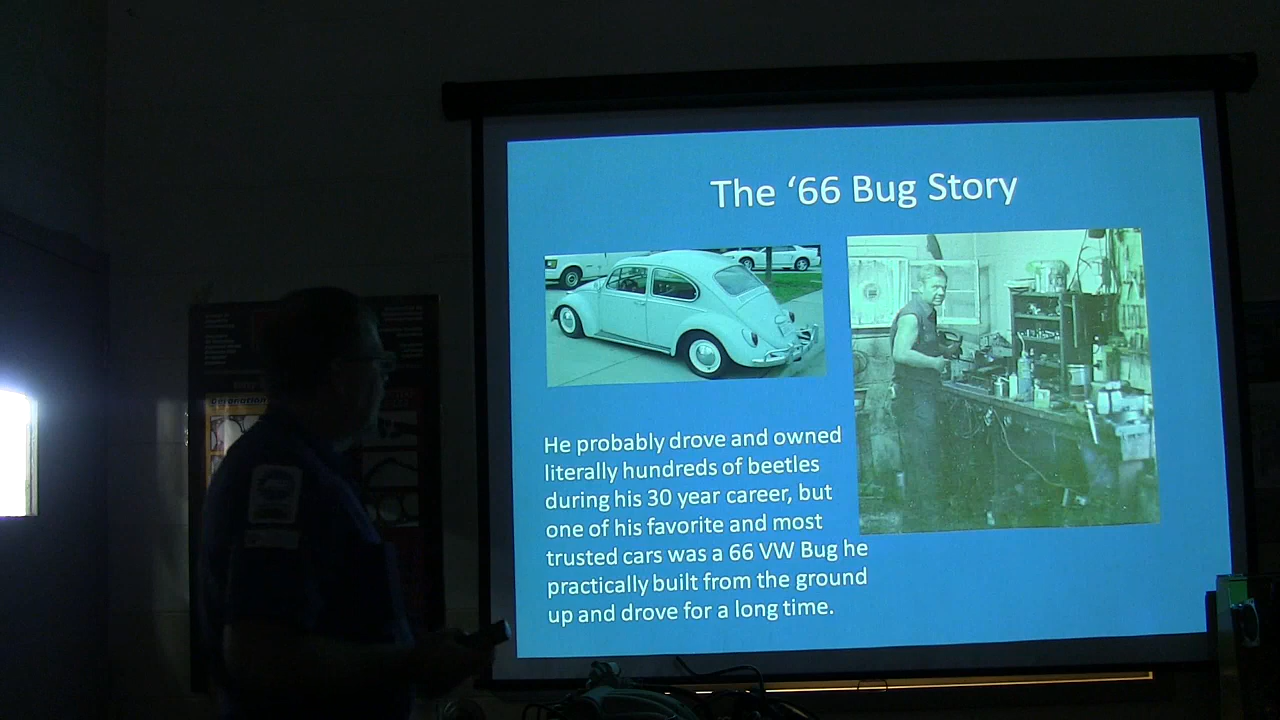 The ‘66 Bug Story
He probably drove and owned
literally hundreds of beetles
during his 30 year career, but
one of his favorite and most
trusted cars was a 66 VW Bug he
practically built from the ground
up and drove for a long time.
Detonation